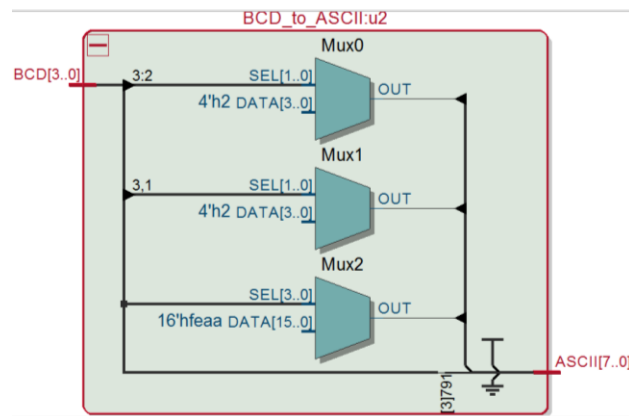 BCD_to_ASCII:u2
Mux0
BCD[3..0]
3:2
SEL[1..0]
4'h2 DATA[3..0]
OUT
Mux1
3,1
SEL[1..0]
4'h2 DATA[3..0]
OUT
Mux2
SEL[3..0]
16'hfeaa DATA[15..0]
OUT
ASCII[7..0]
[3]791